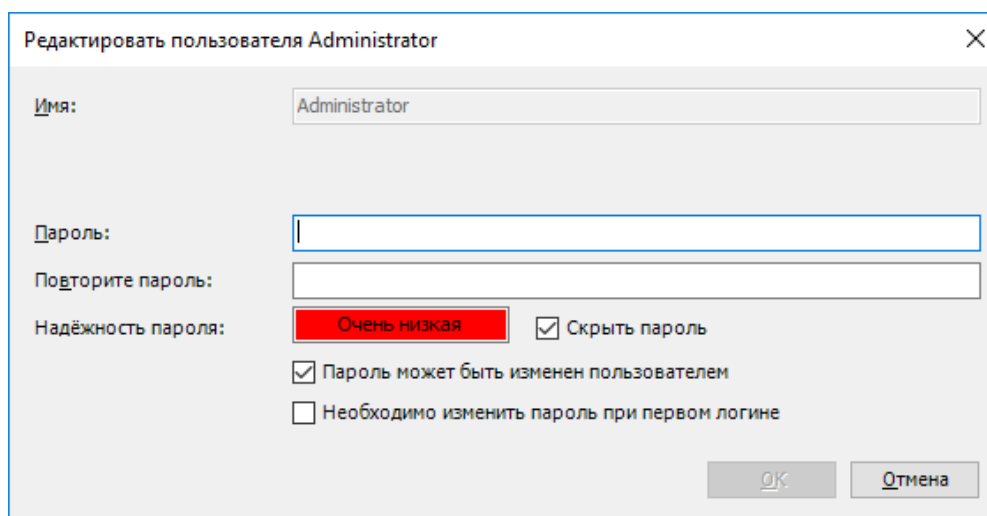 Редактировать пользователя Administrator
Имя: Administrator
Пароль:
Повторите пароль:
Надёжность пароля: Очень низкая Скрыть пароль
Пароль может быть изменен пользователем
Необходимо изменить пароль при первом логине
OK Отмена